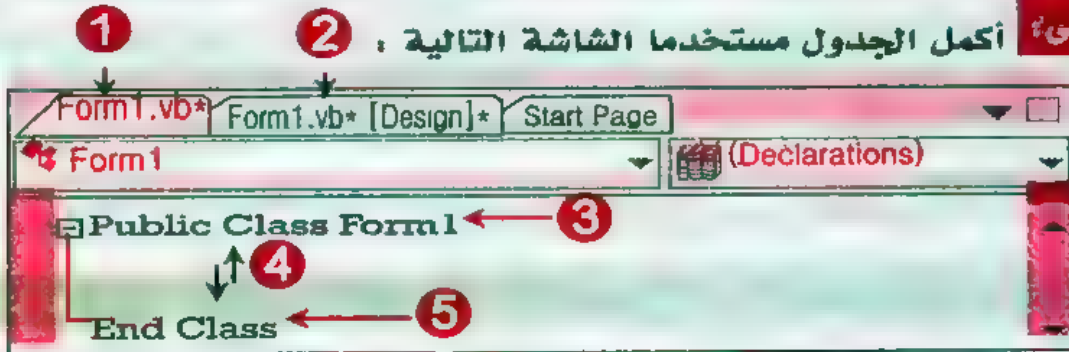 أكمل الجدول مستخدما الشاشة التالية :
1 2
Form1.vb* Form1.vb* [Design]* Start Page
Form1 (Declarations)
Public Class Form1 3
4
End Class 5